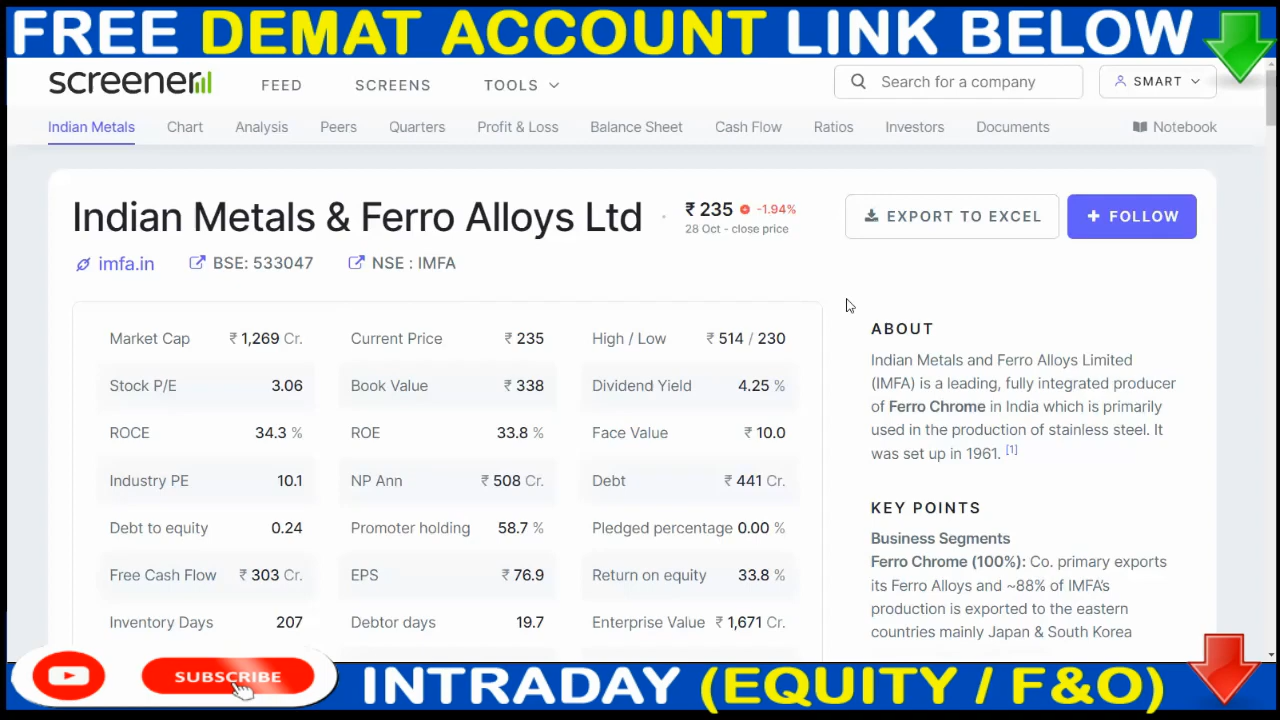 FREE DEMAT ACCOUNT LINK BELOW
screener FEED SCREENS TOOLS Search for a company SMART
Indian Metals Chart Analysis Peers Quarters Profit & Loss Balance Sheet Cash Flow Ratios Investors Documents Notebook
Indian Metals & Ferro Alloys Ltd ₹ 235 -1.94% EXPORT TO EXCEL + FOLLOW
28 Oct - close price
imfa.in BSE: 533047 NSE : IMFA
Market Cap ₹ 1,269 Cr. Current Price ₹ 235 High / Low ₹ 514 / 230
Stock P/E 3.06 Book Value ₹ 338 Dividend Yield 4.25 %
ROCE 34.3 % ROE 33.8 % Face Value ₹ 10.0
Industry PE 10.1 NP Ann ₹ 508 Cr. Debt ₹ 441 Cr.
Debt to equity 0.24 Promoter holding 58.7 % Pledged percentage 0.00 %
Free Cash Flow ₹ 303 Cr. EPS ₹ 76.9 Return on equity 33.8 %
Inventory Days 207 Debtor days 19.7 Enterprise Value ₹ 1,671 Cr.
ABOUT
Indian Metals and Ferro Alloys Limited
(IMFA) is a leading, fully integrated producer
of Ferro Chrome in India which is primarily
used in the production of stainless steel. It
was set up in 1961. [1]
KEY POINTS
Business Segments
Ferro Chrome (100%): Co. primary exports
its Ferro Alloys and ~88% of IMFA's
production is exported to the eastern
countries mainly Japan & South Korea
SUBSCRIBE INTRADAY (EQUITY / F&O)